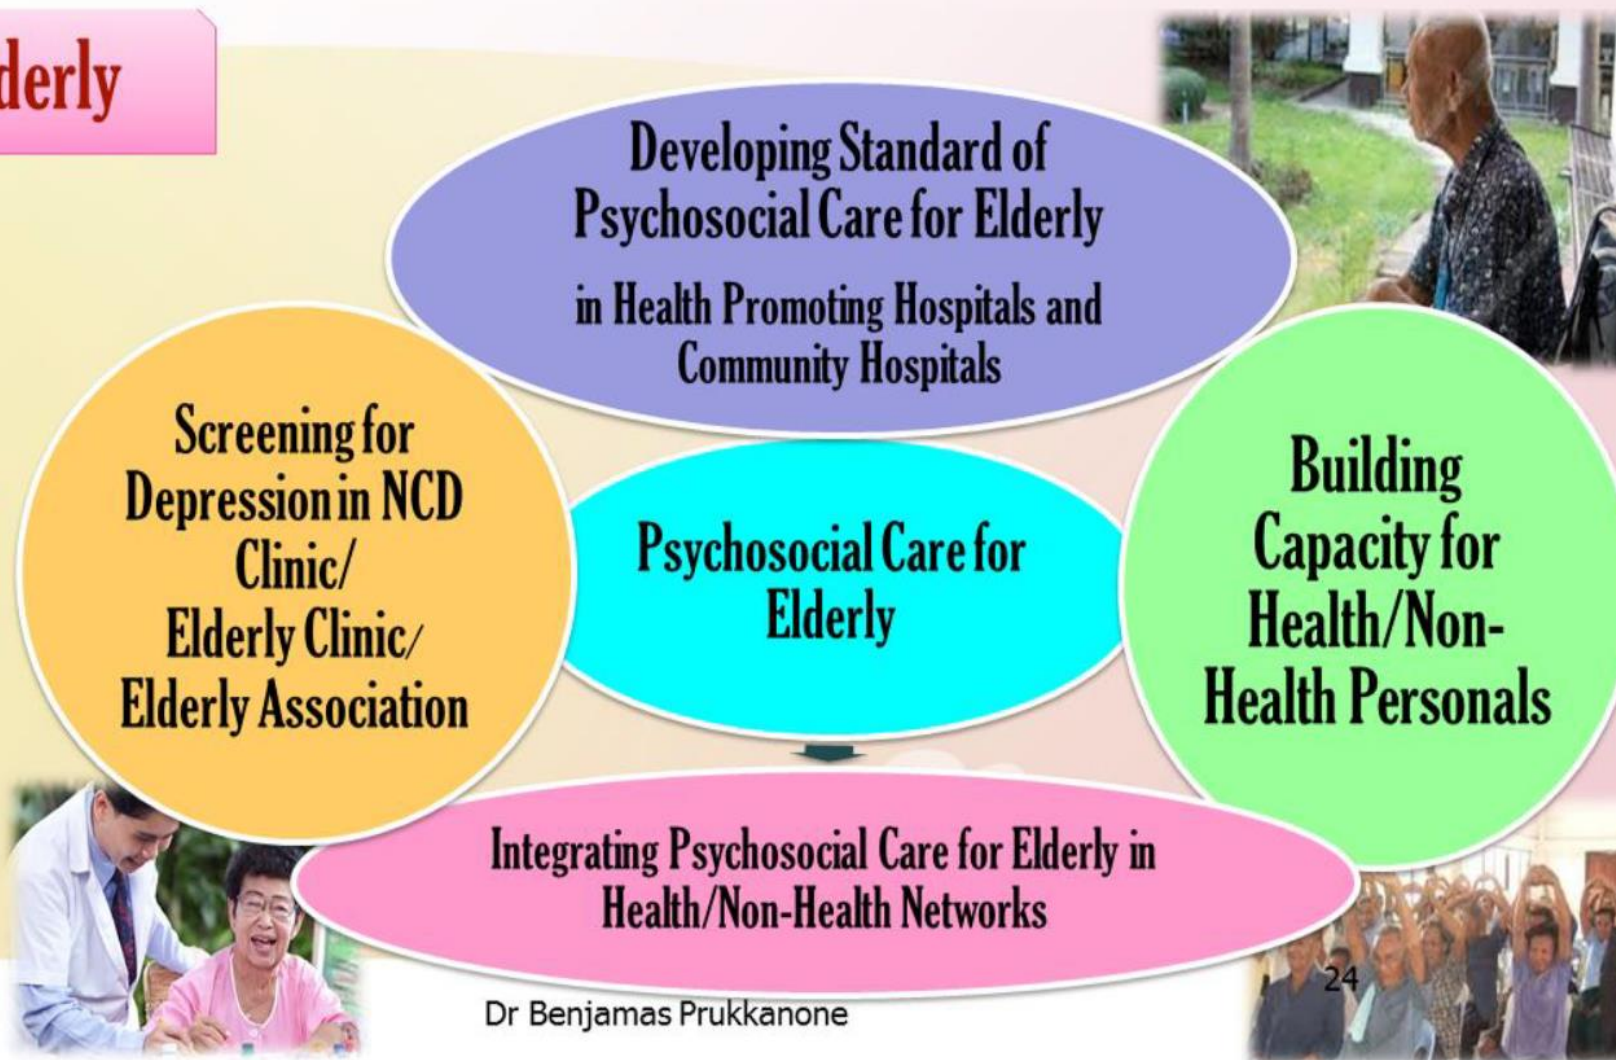 derly
Developing Standard of
Psychosocial Care for Elderly
in Health Promoting Hospitals and
Community Hospitals
Screening for
Depression in NCD
Clinic/
Elderly Clinic/
Elderly Association
Psychosocial Care for
Elderly
Building
Capacity for
Health/Non-
Health Personals
Integrating Psychosocial Care for Elderly in
Health/Non-Health Networks
Dr Benjamas Prukkanone
24